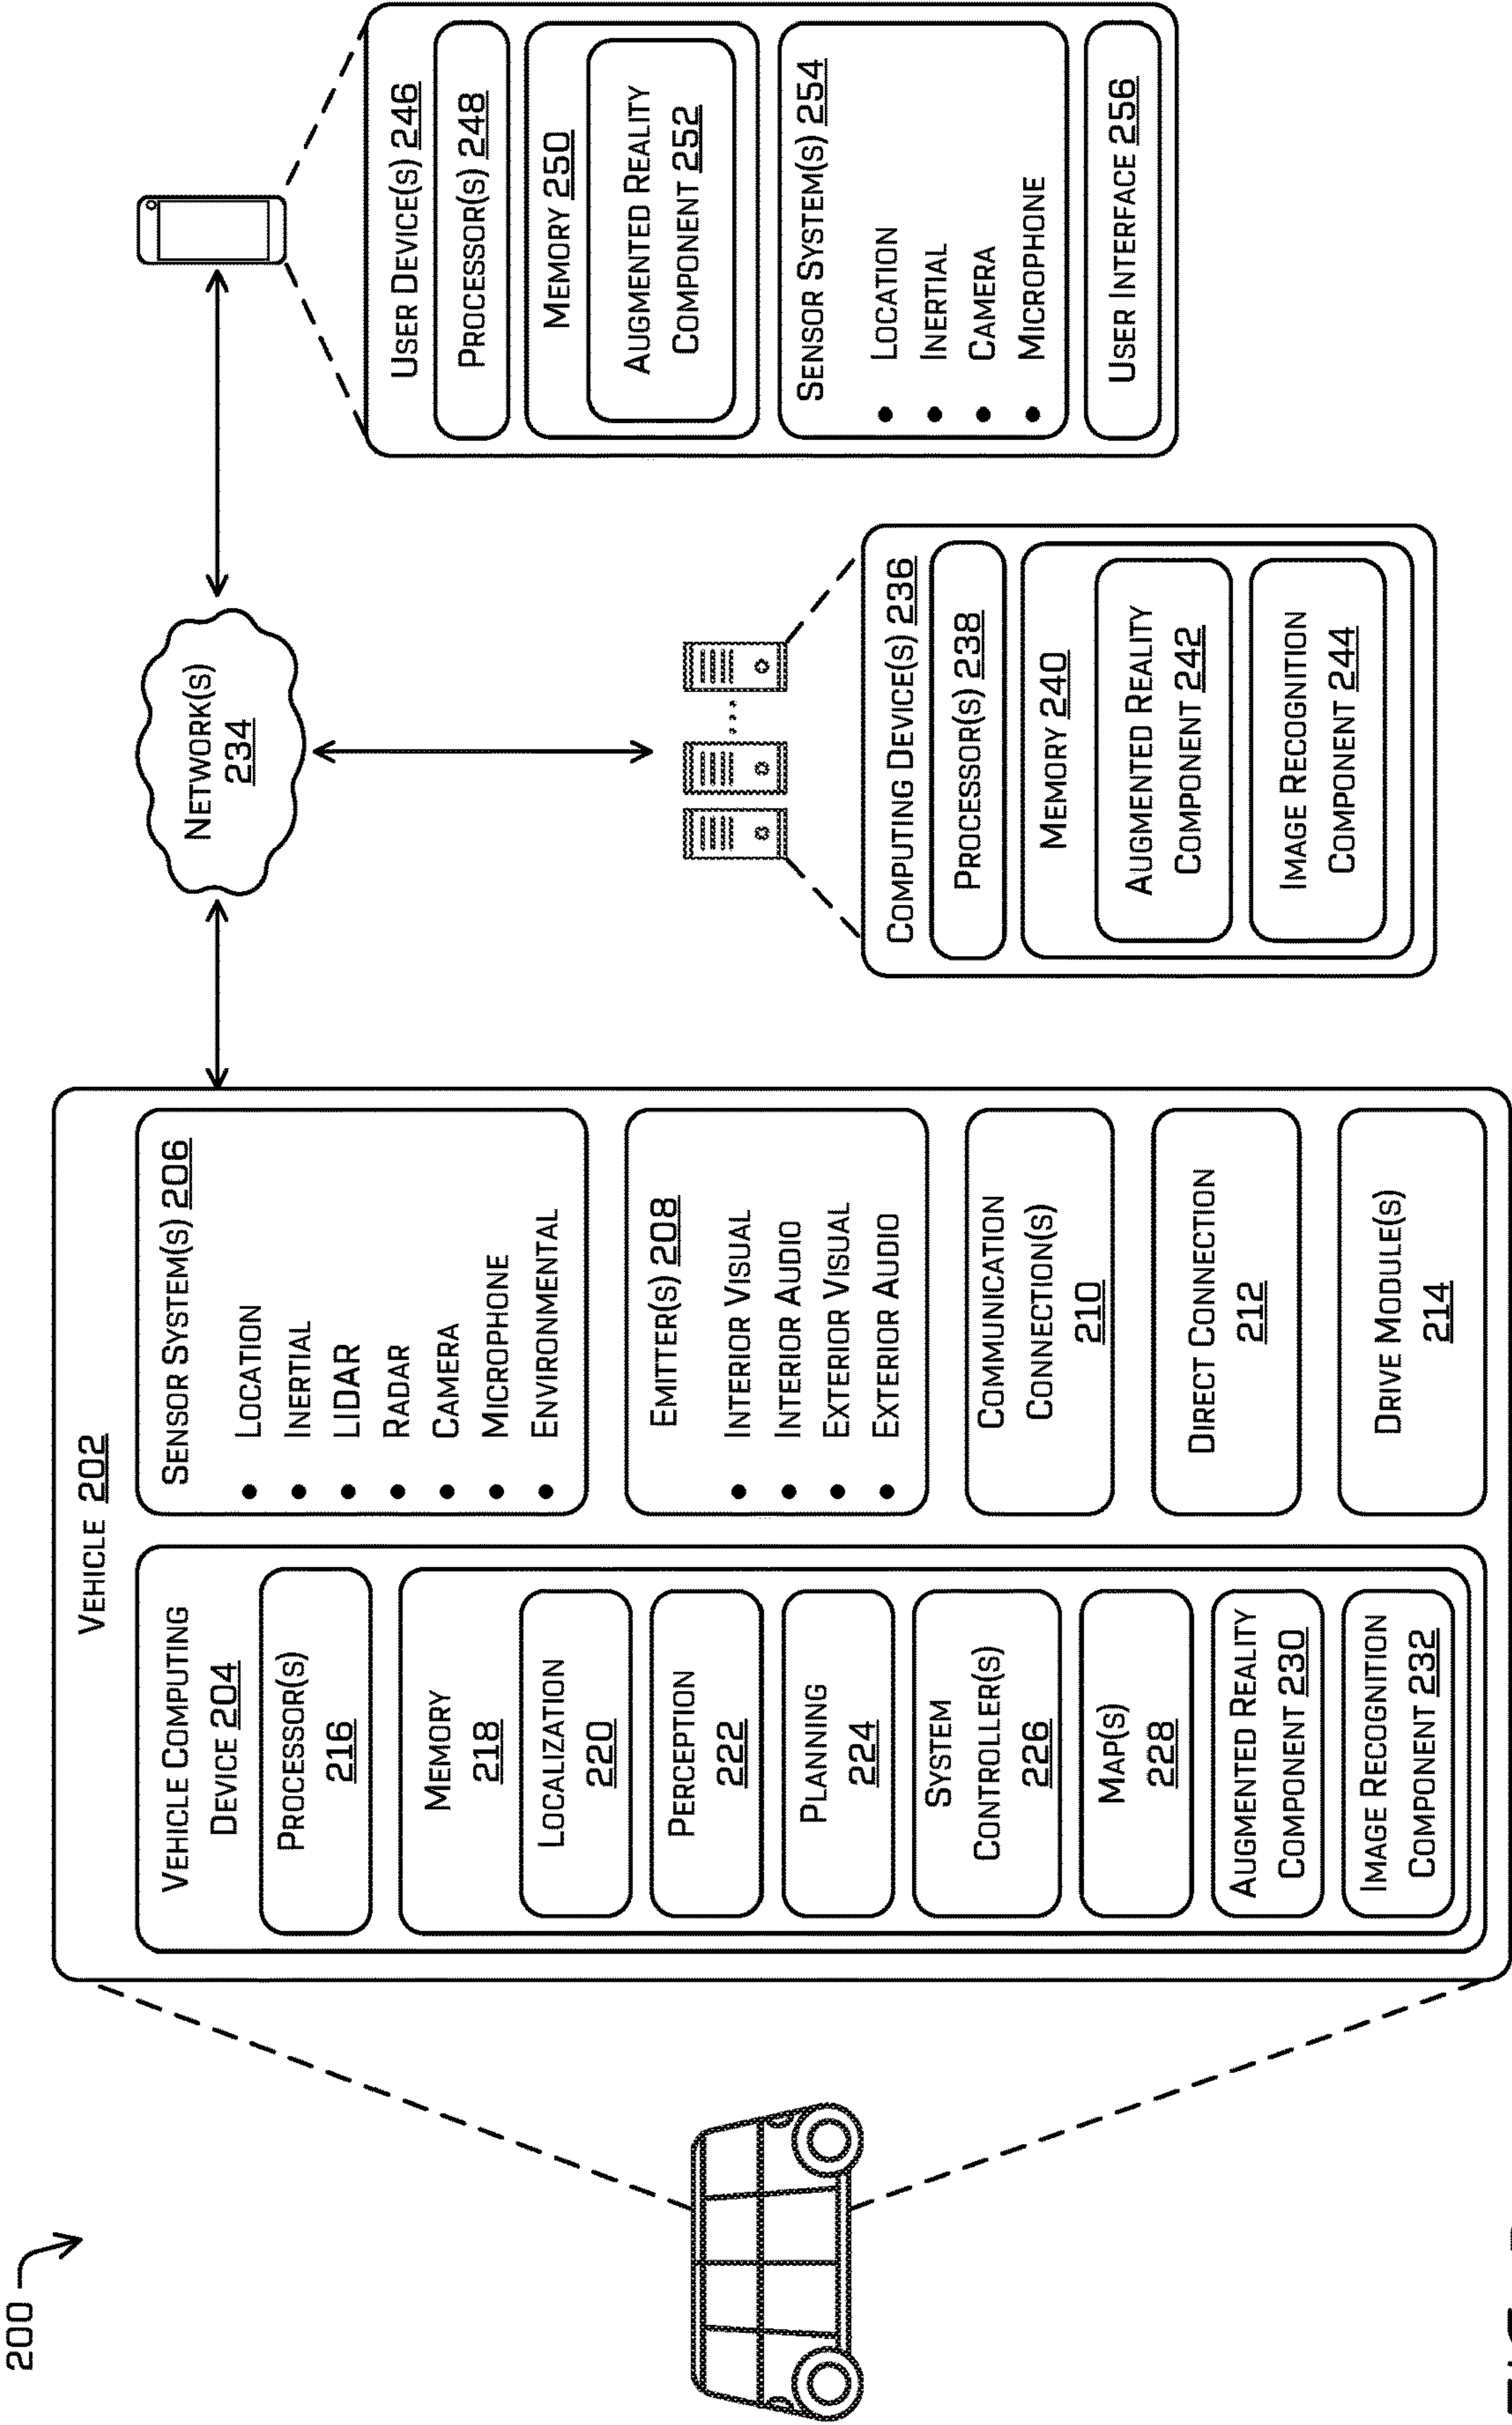 200
VEHICLE 202
VEHICLE COMPUTING
DEVICE 204
PROCESSOR(S)
216
MEMORY
218
LOCALIZATION
220
PERCEPTION
222
PLANNING
224
SYSTEM
CONTROLLER(S)
226
MAP(S)
228
AUGMENTED REALITY
COMPONENT 230
IMAGE RECOGNITION
COMPONENT 232
SENSOR SYSTEM(S) 206
• LOCATION
• INERTIAL
• LIDAR
• RADAR
• CAMERA
• MICROPHONE
• ENVIRONMENTAL
EMITTER(S) 208
• INTERIOR VISUAL
• INTERIOR AUDIO
• EXTERIOR VISUAL
• EXTERIOR AUDIO
COMMUNICATION
CONNECTION(S)
210
DIRECT CONNECTION
212
DRIVE MODULE(S)
214
NETWORK(S)
234
COMPUTING DEVICE(S) 236
PROCESSOR(S) 238
MEMORY 240
AUGMENTED REALITY
COMPONENT 242
IMAGE RECOGNITION
COMPONENT 244
USER DEVICE(S) 246
PROCESSOR(S) 248
MEMORY 250
AUGMENTED REALITY
COMPONENT 252
SENSOR SYSTEM(S) 254
• LOCATION
• INERTIAL
• CAMERA
• MICROPHONE
USER INTERFACE 256